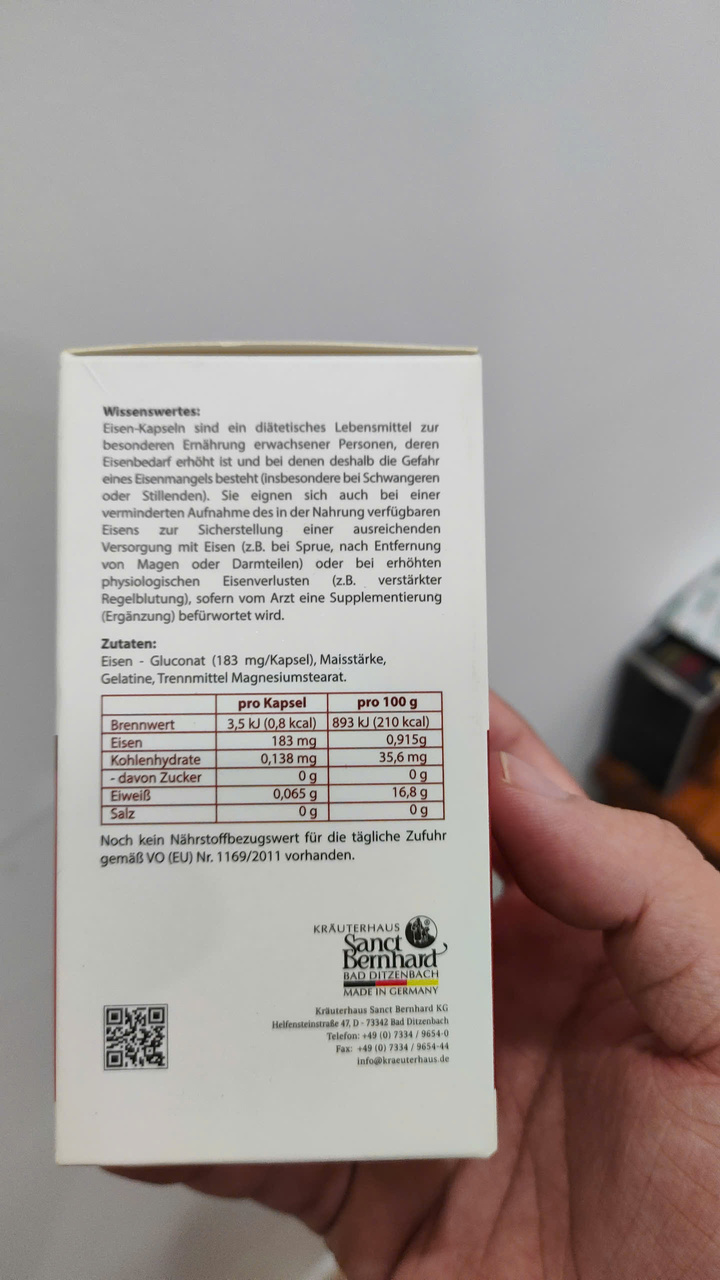 Wissenswertes:
Eisen-Kapseln sind ein diätetisches Lebensmittel zur
besonderen Ernährung erwachsener Personen, deren
Eisenbedarf erhöht ist und bei denen deshalb die Gefahr
eines Eisenmangels besteht (insbesondere bei Schwangeren
oder Stillenden). Sie eignen sich auch bei einer
verminderten Aufnahme des in der Nahrung verfügbaren
Eisens zur Sicherstellung einer ausreichenden
Versorgung mit Eisen (z.B. bei Sprue, nach Entfernung
von Magen oder Darmteilen) oder bei erhöhten
physiologischen Eisenverlusten (z.B. verstärkter
Regelblutung), sofern vom Arzt eine Supplementierung
(Ergänzung) befürwortet wird.
Zutaten:
Eisen - Gluconat (183 mg/Kapsel), Maisstärke,
Gelatine, Trennmittel Magnesiumstearat.
pro Kapsel pro 100 g
Brennwert 3,5 kJ (0,8 kcal) 893 kJ (210 kcal)
Eisen 183 mg 0,915g
Kohlenhydrate 0,138 mg 35,6 mg
- davon Zucker 0 g 0 g
Eiweiß 0,065 g 16,8 g
Salz 0 g 0 g
Noch kein Nährstoffbezugswert für die tägliche Zufuhr
gemäß VO (EU) Nr. 1169/2011 vorhanden.
KRÄUTERHAUS
Sanct
Bernhard
BAD DITZENBACH
MADE IN GERMANY
Kräuterhaus Sanct Bernhard KG
Helfensteinstraße 47, D - 73342 Bad Ditzenbach
Telefon: +49 (0) 7334 / 9654-0
Fax: +49 (0) 7334 / 9654-44
info@kraeuterhaus.de